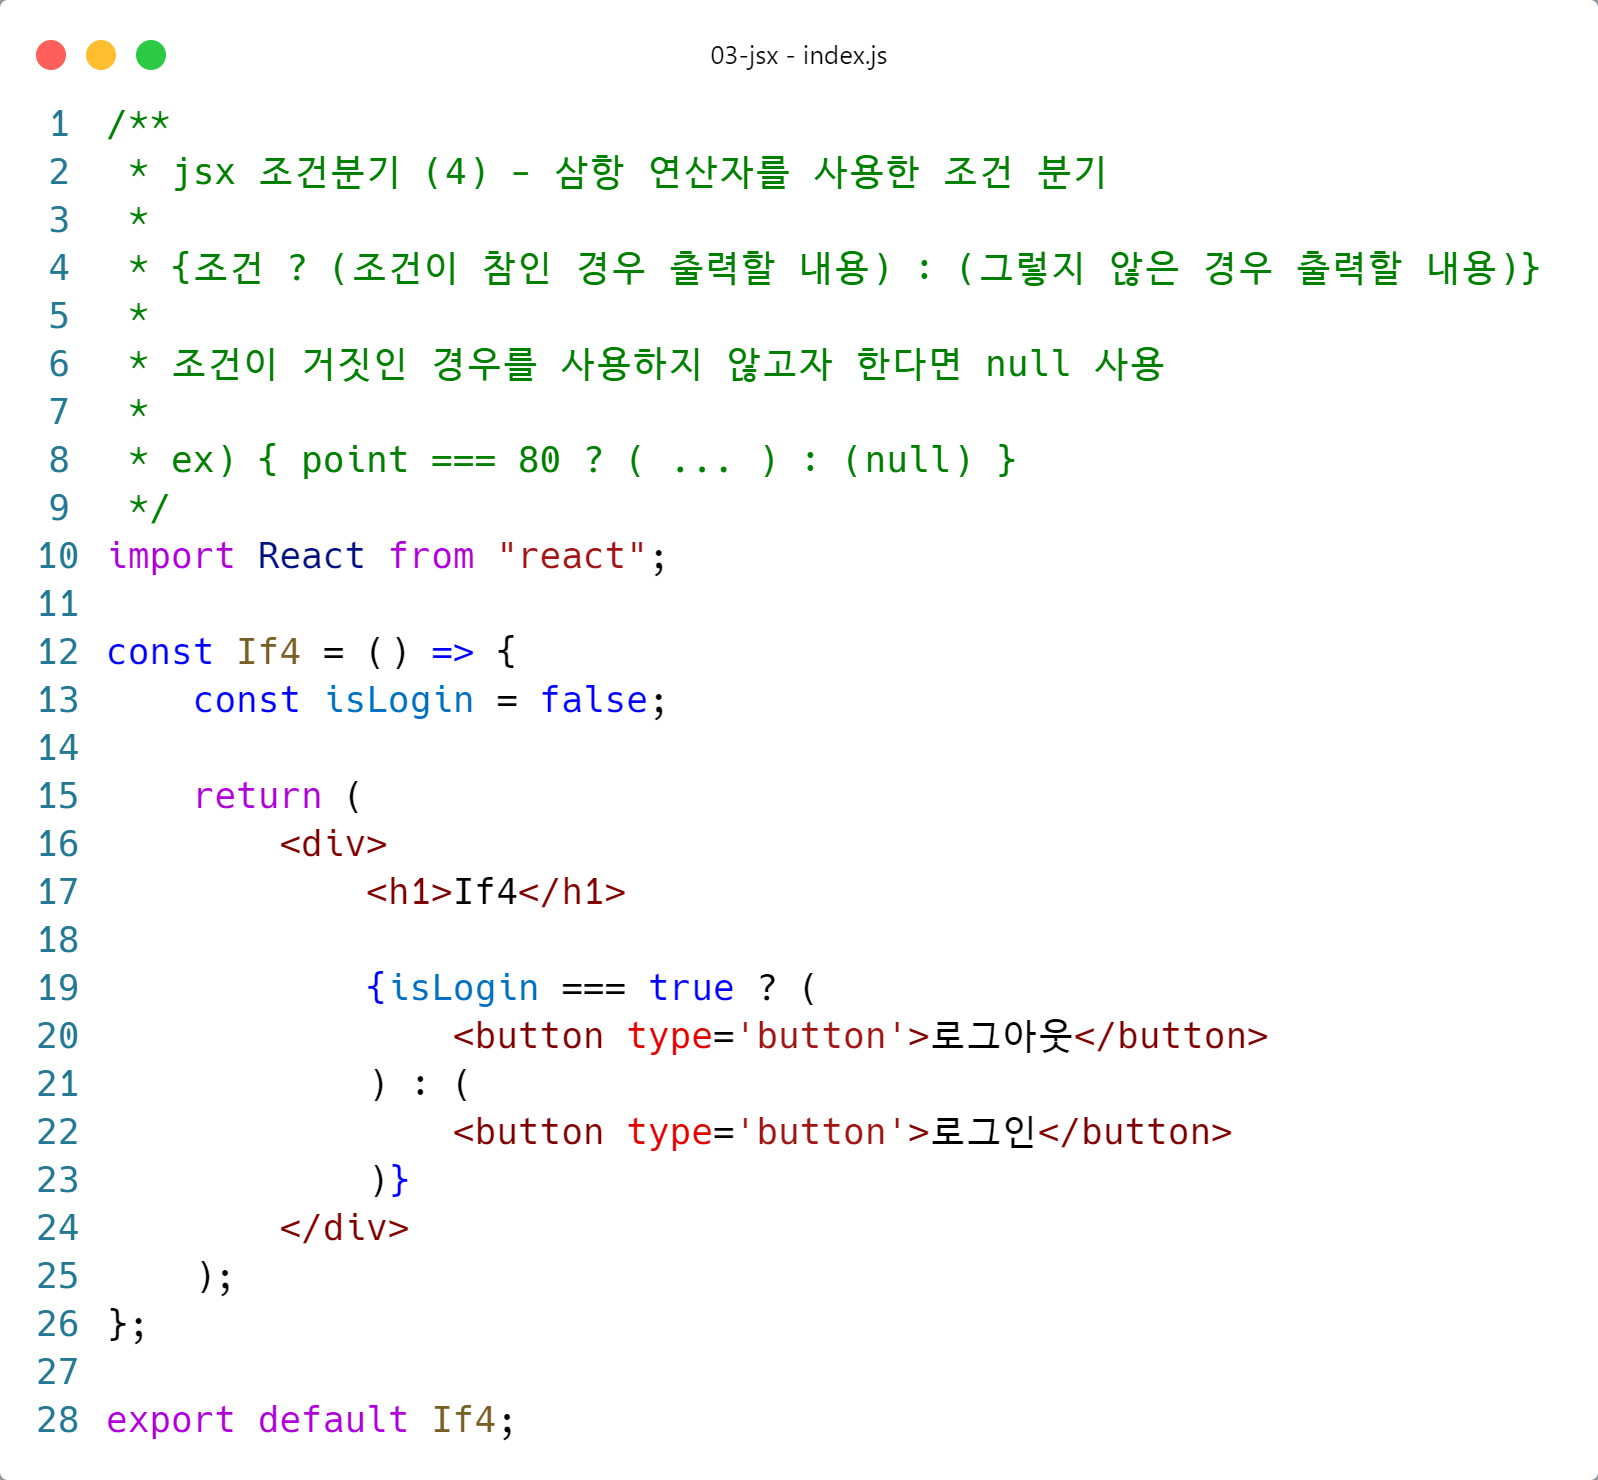 03-jsx - index.js
1 /**
2  * jsx 조건분기 (4) - 삼항 연산자를 사용한 조건 분기
3  *
4  * {조건 ? (조건이 참인 경우 출력할 내용) : (그렇지 않은 경우 출력할 내용)}
5  *
6  * 조건이 거짓인 경우를 사용하지 않고자 한다면 null 사용
7  *
8  * ex) { point === 80 ? ( ... ) : (null) }
9  */
10 import React from "react";
11
12 const If4 = () => {
13     const isLogin = false;
14
15     return (
16         <div>
17             <h1>If4</h1>
18
19             {isLogin === true ? (
20                 <button type='button'>로그아웃</button>
21             ) : (
22                 <button type='button'>로그인</button>
23             )}
24         </div>
25     );
26 };
27
28 export default If4;